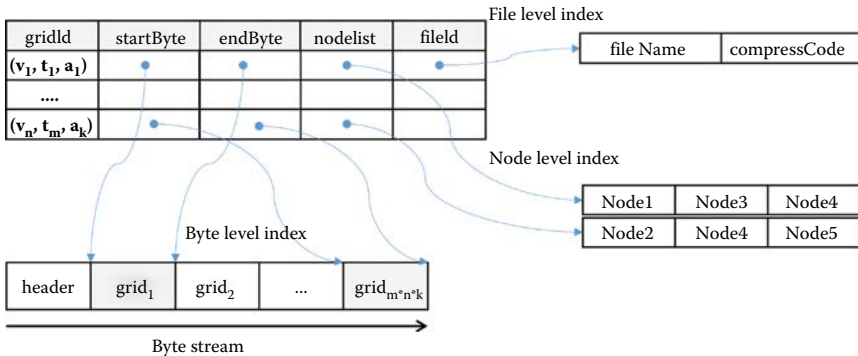 File level index
gridId startByte endByte nodelist fileId
(v1, t1, a1)
....
(vn, tm, ak)
file Name compressCode
Node level index
Node1 Node3 Node4
Node2 Node4 Node5
Byte level index
header grid1 grid2 ... gridm*n*k
Byte stream